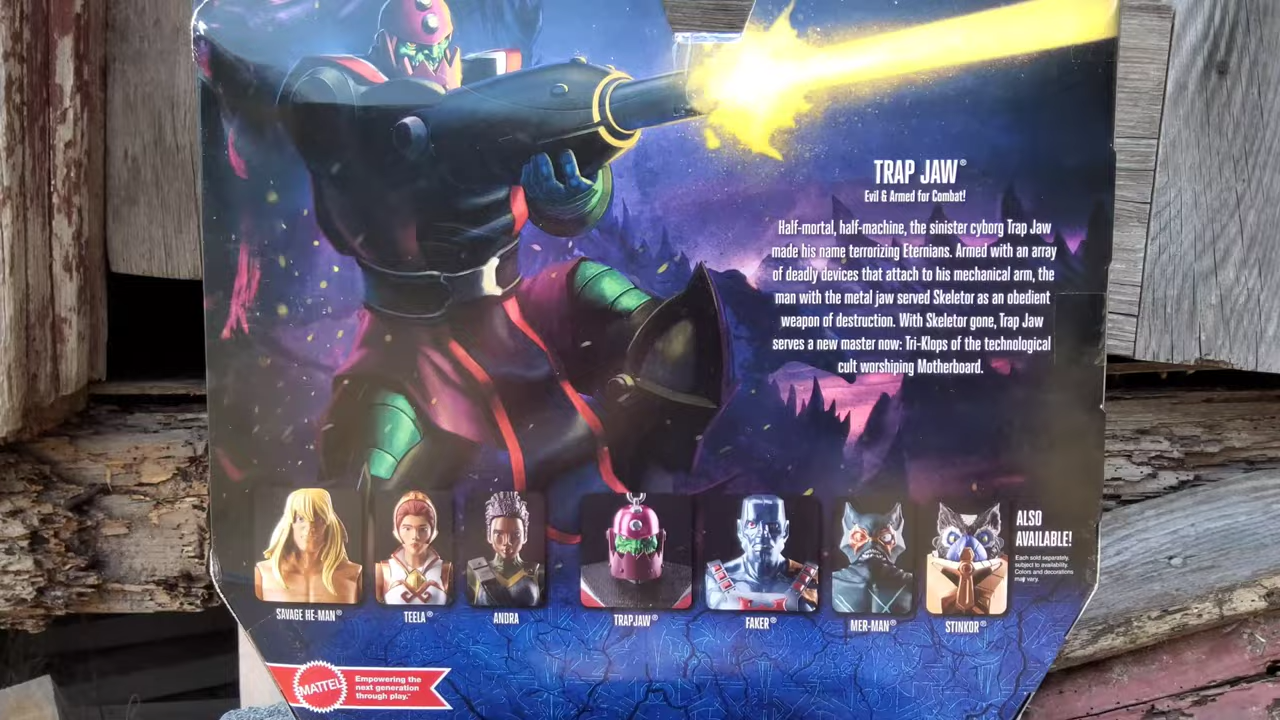 TRAP JAW®
Evil & Armed for Combat!
Half-mortal, half-machine, the sinister cyborg Trap Jaw
made his name terrorizing Eternians. Armed with an array
of deadly devices that attach to his mechanical arm, the
man with the metal jaw served Skeletor as an obedient
weapon of destruction. With Skeletor gone, Trap Jaw
serves a new master now: Tri-Klops of the technological
cult worshiping Motherboard.
SAVAGE HE-MAN®
TEELA®
ANDRA
TRAPJAW®
FAKER®
MER-MAN®
STINKOR®
ALSO
AVAILABLE!
Each sold separately,
subject to availability.
Colors and decorations
may vary.
MATTEL
Empowering the
next generation
through play.™